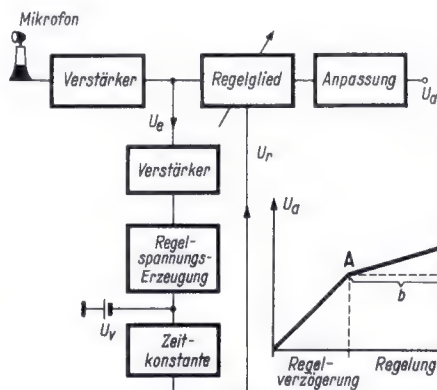 Mikrofon
Verstärker
Regelglied
Anpassung
U_a
U_e
U_r
Verstärker
Regel-
spannungs-
Erzeugung
U_v
Zeit-
konstante
U_a
A
b
Regel-
verzögerung
Regelung